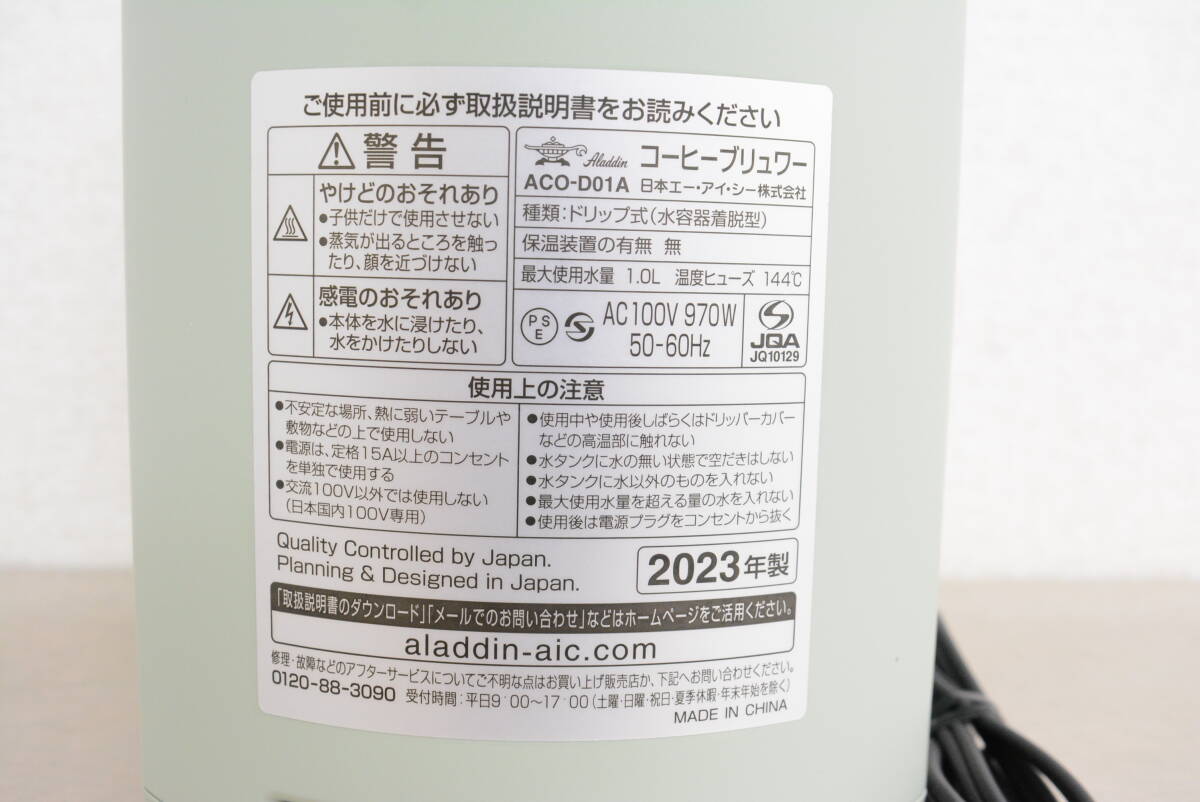 ご使用前に必ず取扱説明書をお読みください
警告
やけどのおそれあり
●子供だけで使用させない
●蒸気が出るところを触っ
たり、顔を近づけない
感電のおそれあり
●本体を水に浸けたり、
水をかけたりしない
Aladdin コーヒーブリュワー
ACO-D01A 日本エー・アイ・シー株式会社
種類:ドリップ式(水容器着脱型)
保温装置の有無 無
最大使用水量 1.0L 温度ヒューズ 144℃
PSE AC100V 970W
50-60Hz
JQA
JQ10129
使用上の注意
●不安定な場所、熱に弱いテーブルや
敷物などの上で使用しない
●電源は、定格15A以上のコンセント
を単独で使用する
●交流100V以外では使用しない
(日本国内100V専用)
●使用中や使用後しばらくはドリッパーカバー
などの高温部に触れない
●水タンクに水の無い状態で空だきはしない
●水タンクに水以外のものを入れない
●最大使用水量を超える量の水を入れない
●使用後は電源プラグをコンセントから抜く
Quality Controlled by Japan.
Planning & Designed in Japan.
2023年製
「取扱説明書のダウンロード」「メールでのお問い合わせ」などはホームページをご活用ください。
aladdin-aic.com
修理・故障などのアフターサービスについてご不明な点はお買い上げ販売店か、下記へお問い合わせください。
0120-88-3090 受付時間:平日9:00～17:00(土曜・日曜・祝日・夏季休暇・年末年始を除く)
MADE IN CHINA